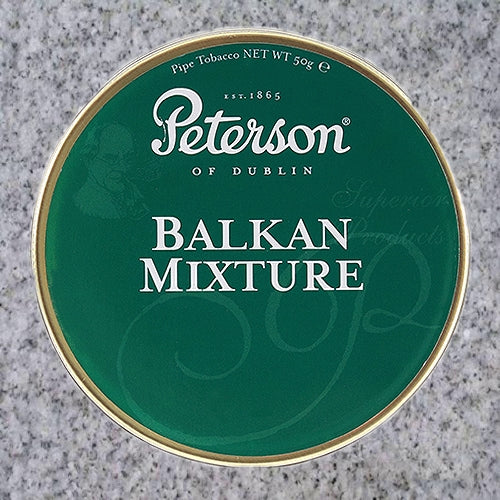 Pipe Tobacco NET WT 50g ℮
EST. 1865
Peterson®
OF DUBLIN
Superior
Products
BALKAN
MIXTURE